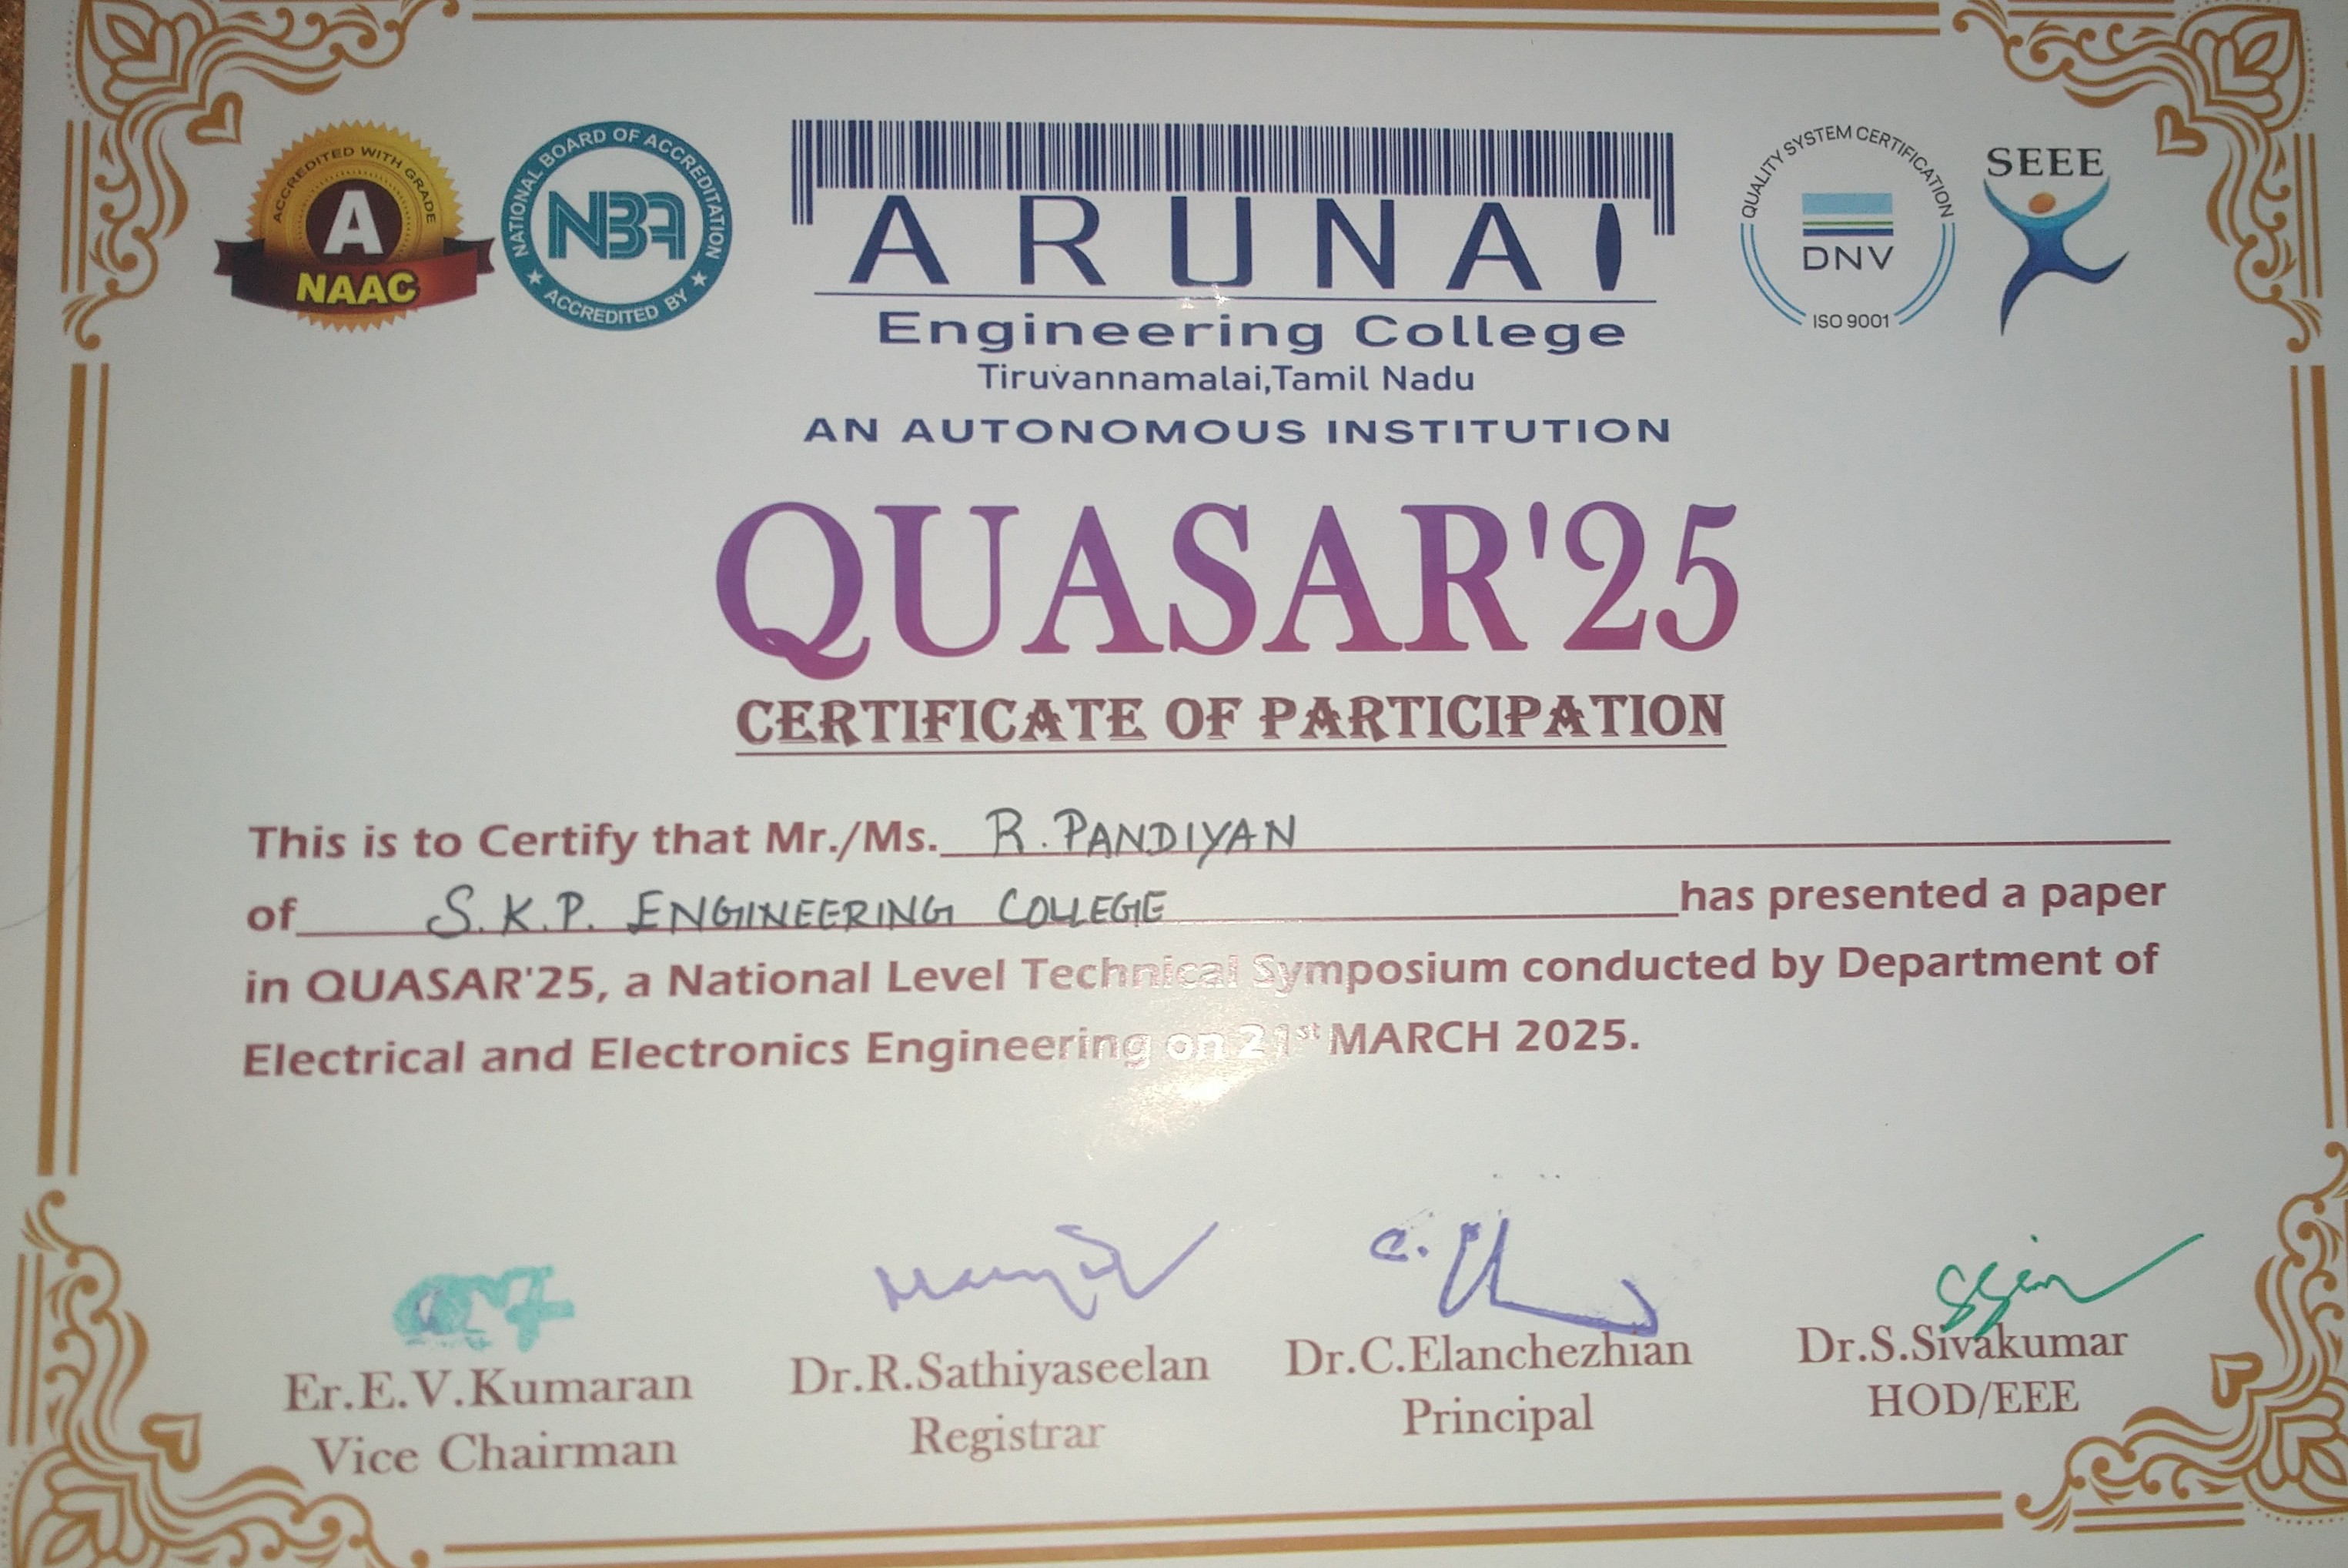 ACCREDITED WITH GRADE
A
NAAC
NATIONAL BOARD OF ACCREDITATION
NBA
ACCREDITED BY
ARUNAI
Engineering College
Tiruvannamalai,Tamil Nadu
AN AUTONOMOUS INSTITUTION
QUALITY SYSTEM CERTIFICATION
DNV
ISO 9001
SEEE
QUASAR'25
CERTIFICATE OF PARTICIPATION
This is to Certify that Mr./Ms. R. PANDIYAN
of S.K.P. ENGINEERING COLLEGE has presented a paper
in QUASAR'25, a National Level Technical Symposium conducted by Department of
Electrical and Electronics Engineering on 21st MARCH 2025.
Er.E.V.Kumaran
Vice Chairman
Dr.R.Sathiyaseelan
Registrar
Dr.C.Elanchezhian
Principal
Dr.S.Sivakumar
HOD/EEE